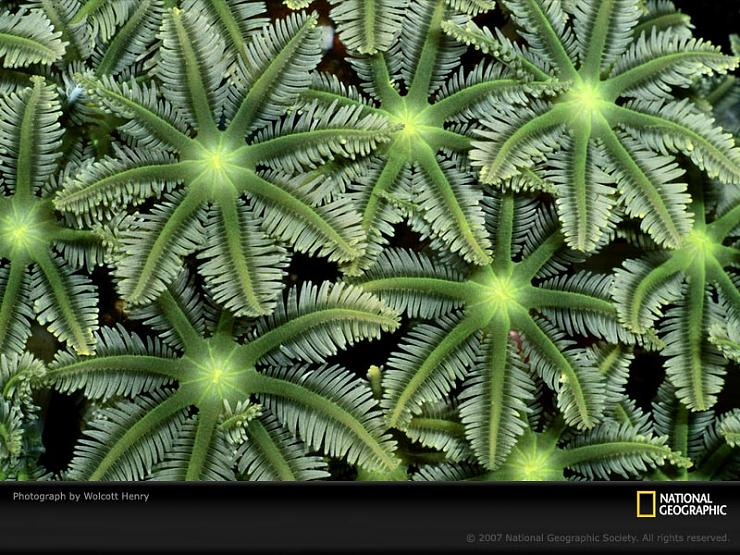 Photograph by Wolcott Henry
NATIONAL
GEOGRAPHIC
© 2007 National Geographic Society. All rights reserved.